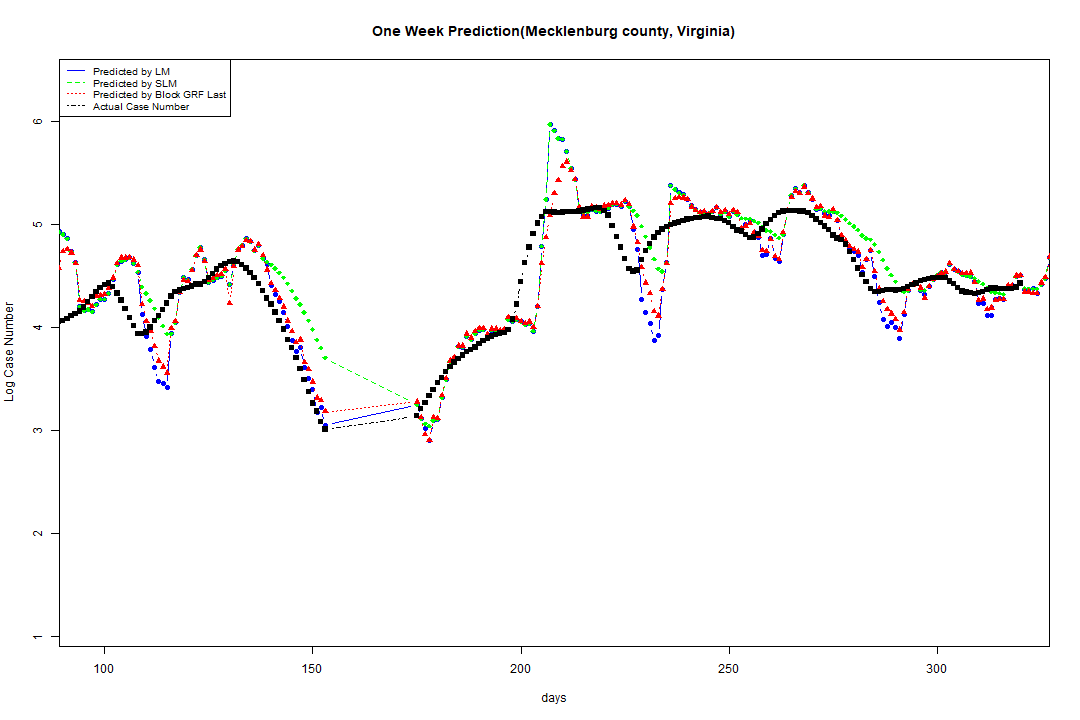 One Week Prediction(Mecklenburg county, Virginia)
Predicted by LM
Predicted by SLM
Predicted by Block GRF Last
Actual Case Number
6
5
4
3
2
1
Log Case Number
100 150 200 250 300
days